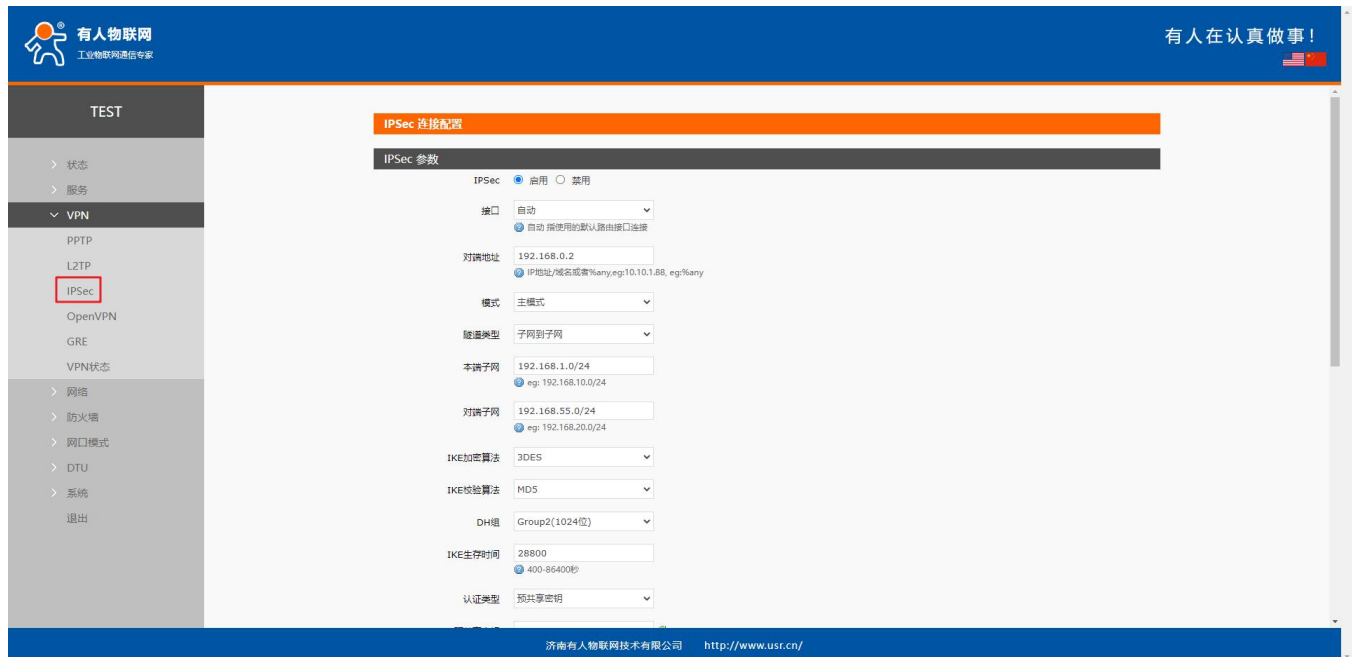 有人物联网
®
工业物联网通信专家
有人在认真做事！
TEST
状态
服务
VPN
PPTP
L2TP
IPSec
OpenVPN
GRE
VPN状态
网络
防火墙
网口模式
DTU
系统
退出
IPSec 连接配置
IPSec 参数
IPSec 启用 禁用
接口 自动
自动 指使用的默认路由接口连接
对端地址 192.168.0.2
IP地址/域名或者%any,eg:10.10.1.88, eg:%any
模式 主模式
隧道类型 子网到子网
本端子网 192.168.1.0/24
eg: 192.168.10.0/24
对端子网 192.168.55.0/24
eg: 192.168.20.0/24
IKE加密算法 3DES
IKE校验算法 MD5
DH组 Group2(1024位)
IKE生存时间 28800
400-86400秒
认证类型 预共享密钥
济南有人物联网技术有限公司 http://www.usr.cn/